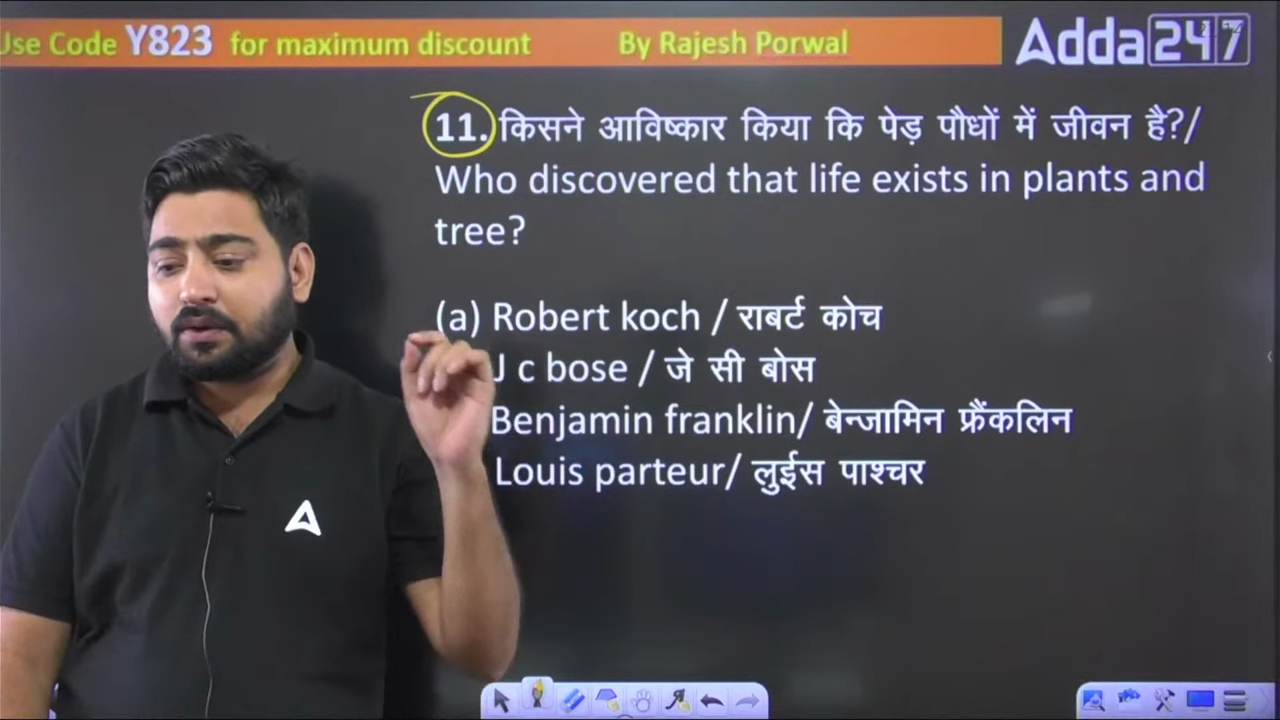 Use Code Y823 for maximum discount By Rajesh Porwal Adda247
11. किसने आविष्कार किया कि पेड़ पौधों में जीवन है?/
Who discovered that life exists in plants and
tree?
(a) Robert koch / राबर्ट कोच
J c bose / जे सी बोस
Benjamin franklin/ बेन्जामिन फ्रैंकलिन
Louis parteur/ लुईस पाश्चर